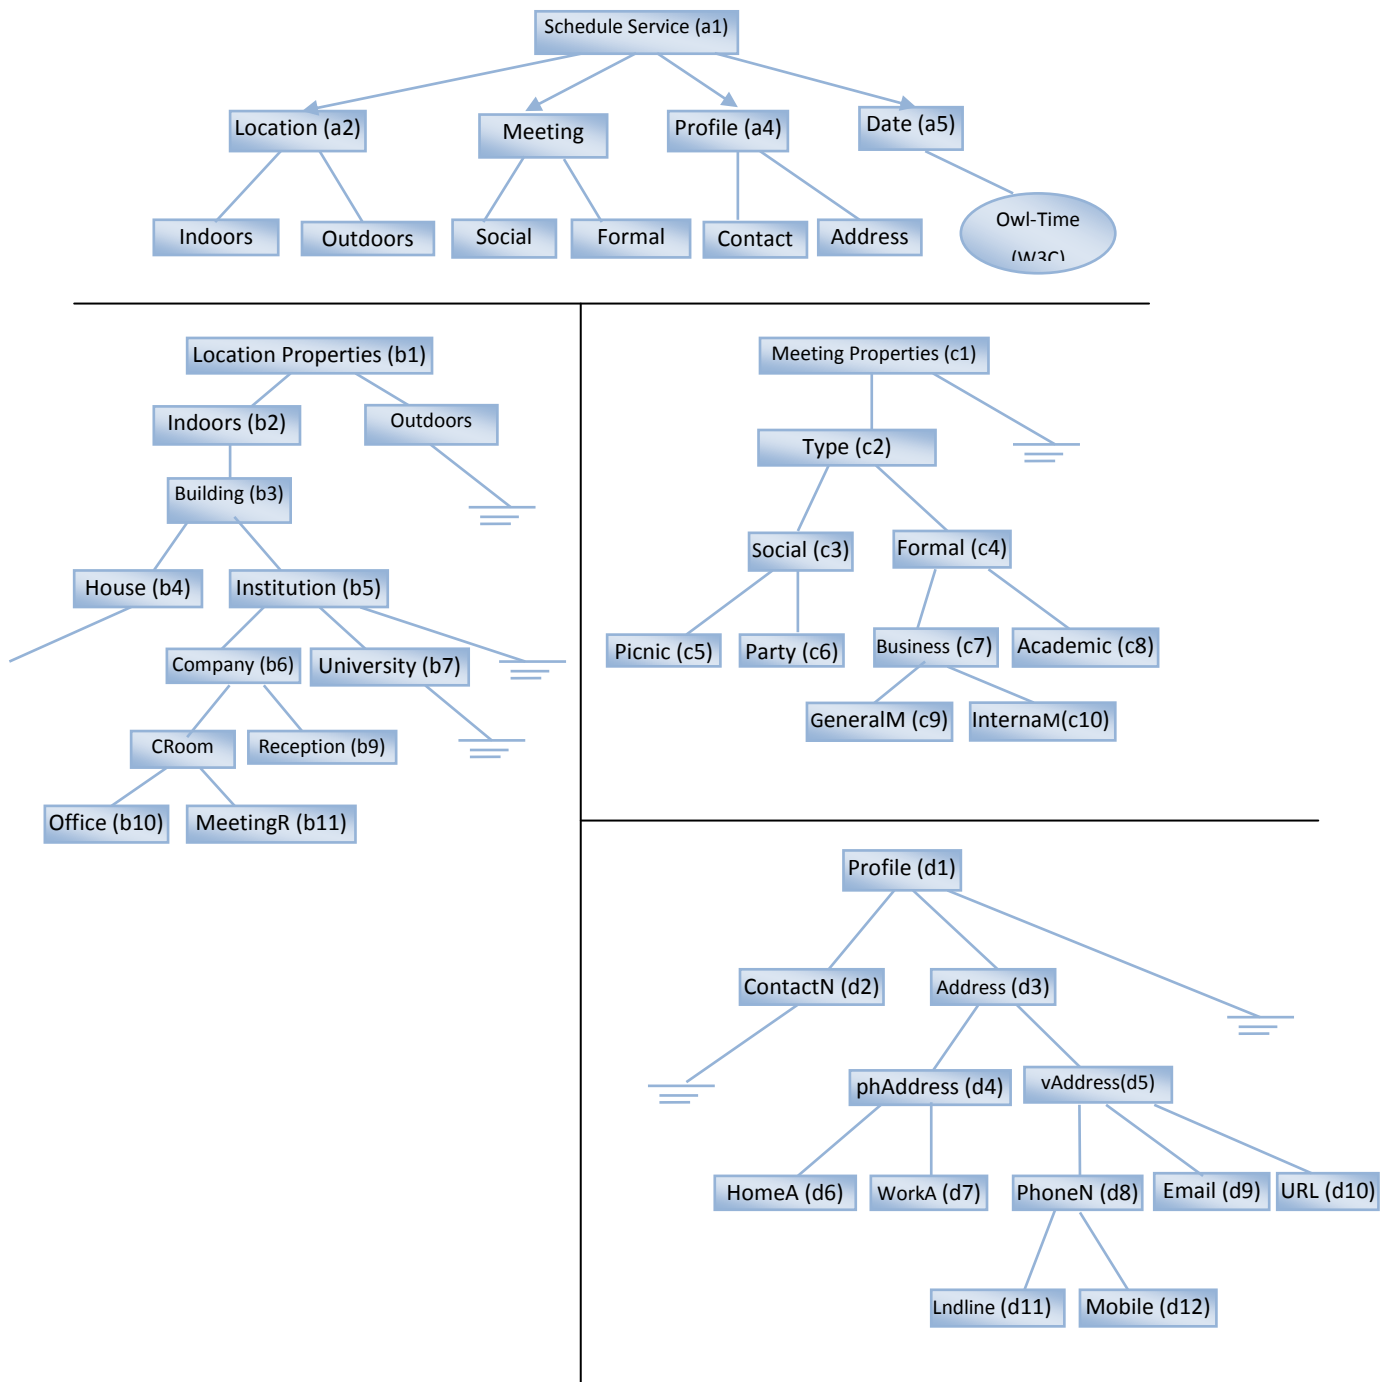 Schedule Service (a1)
Location (a2)
Meeting
Profile (a4)
Date (a5)
Indoors
Outdoors
Social
Formal
Contact
Address
Owl-Time
(W3C)
Location Properties (b1)
Indoors (b2)
Outdoors
Building (b3)
House (b4)
Institution (b5)
Company (b6)
University (b7)
CRoom
Reception (b9)
Office (b10)
MeetingR (b11)
Meeting Properties (c1)
Type (c2)
Social (c3)
Formal (c4)
Picnic (c5)
Party (c6)
Business (c7)
Academic (c8)
GeneralM (c9)
InternaM(c10)
Profile (d1)
ContactN (d2)
Address (d3)
phAddress (d4)
vAddress(d5)
HomeA (d6)
WorkA (d7)
PhoneN (d8)
Email (d9)
URL (d10)
Lndline (d11)
Mobile (d12)